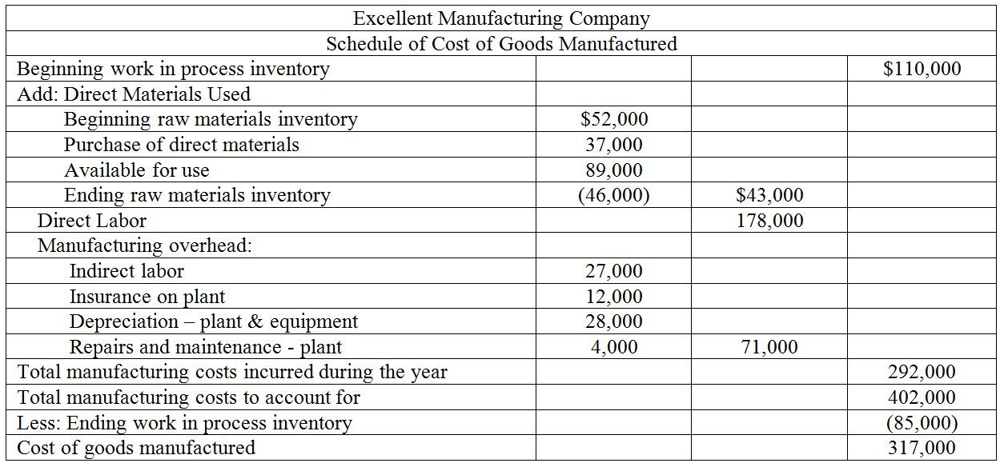 Excellent Manufacturing Company
Schedule of Cost of Goods Manufactured
Beginning work in process inventory $110,000
Add: Direct Materials Used
Beginning raw materials inventory $52,000
Purchase of direct materials 37,000
Available for use 89,000
Ending raw materials inventory (46,000) $43,000
Direct Labor 178,000
Manufacturing overhead:
Indirect labor 27,000
Insurance on plant 12,000
Depreciation – plant & equipment 28,000
Repairs and maintenance - plant 4,000 71,000
Total manufacturing costs incurred during the year 292,000
Total manufacturing costs to account for 402,000
Less: Ending work in process inventory (85,000)
Cost of goods manufactured 317,000